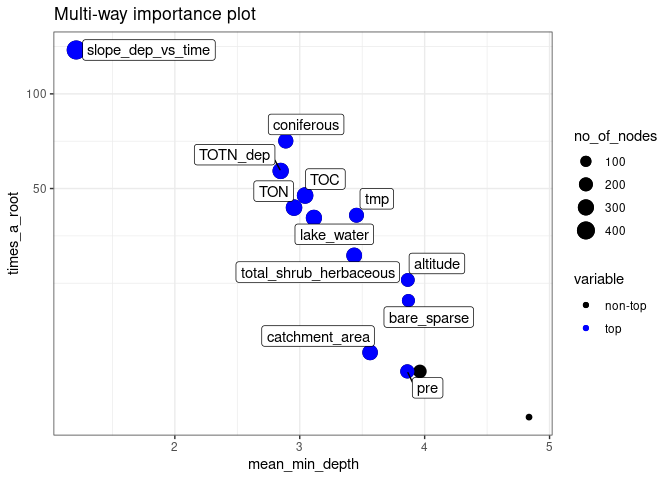 Multi-way importance plot
slope_dep_vs_time
100
coniferous
TOTN_dep
TOC
TON
50
tmp
lake_water
altitude
total_shrub_herbaceous
bare_sparse
catchment_area
pre
times_a_root
2
3
4
5
mean_min_depth
no_of_nodes
100
200
300
400
variable
non-top
top